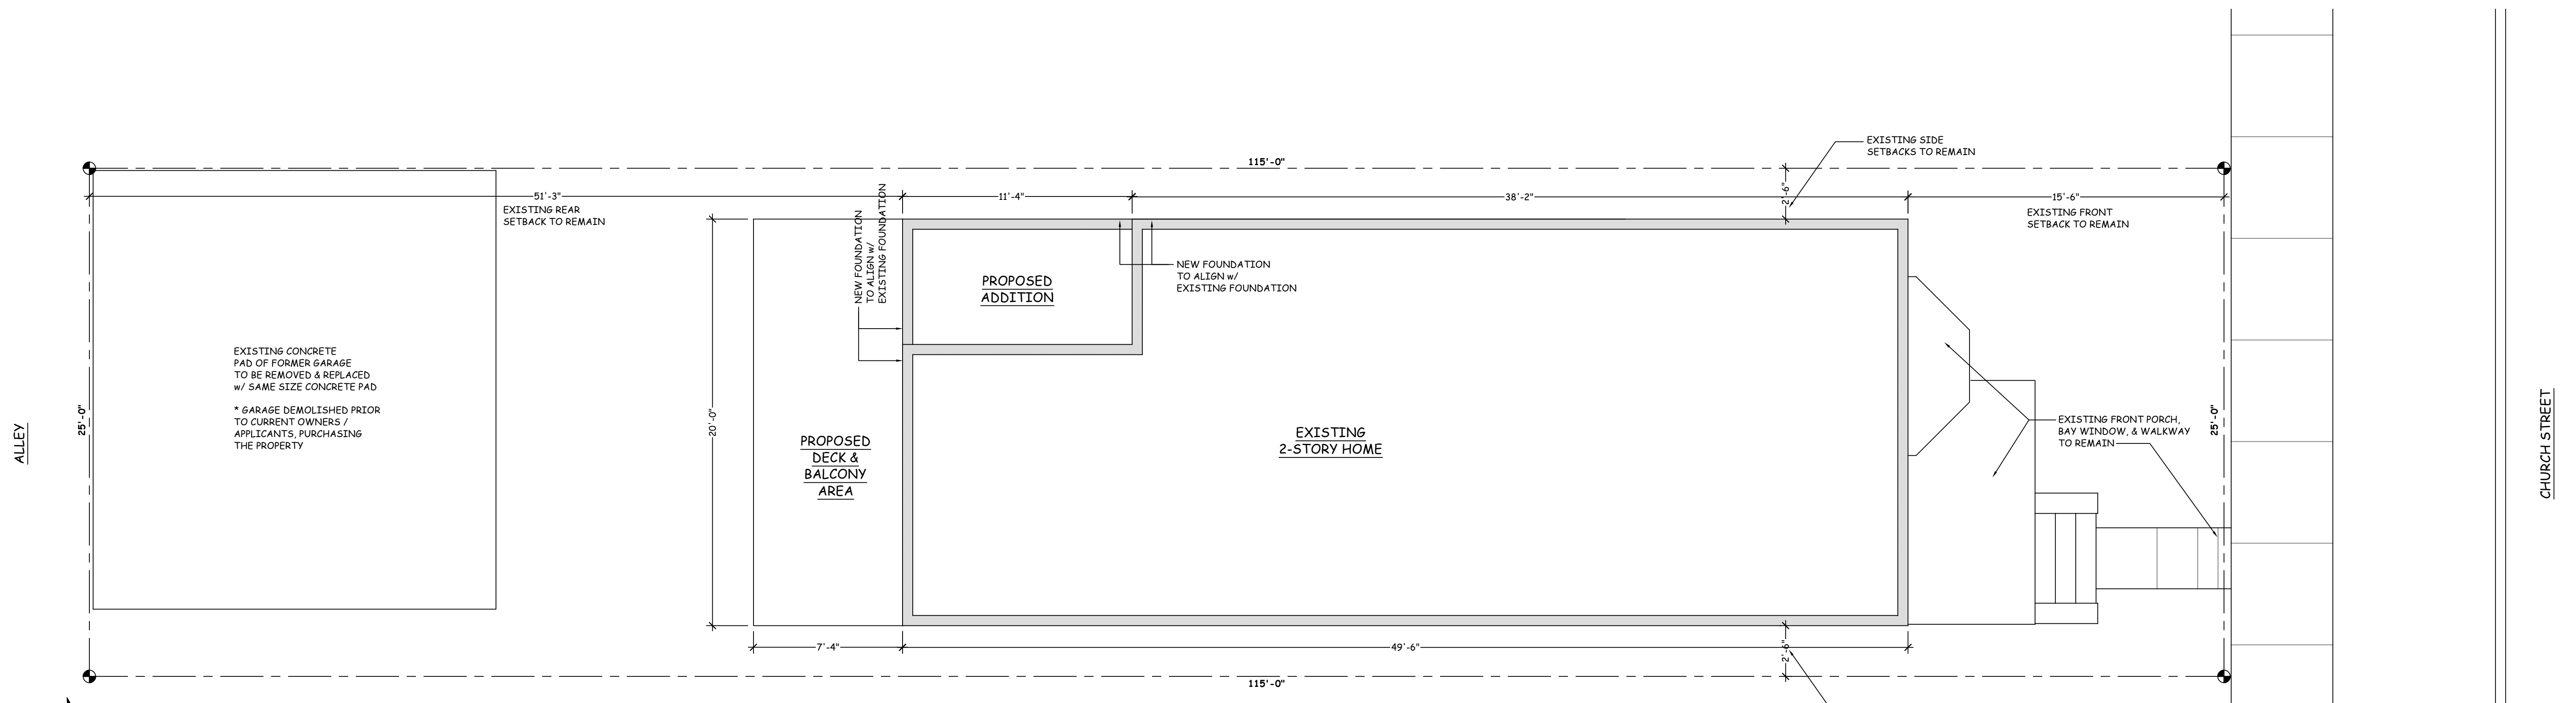 EXISTING SIDE
SETBACKS TO REMAIN
115'-0"
51'-3"
11'-4"
38'-2"
2'-6"
15'-6"
EXISTING REAR
SETBACK TO REMAIN
EXISTING FRONT
SETBACK TO REMAIN
NEW FOUNDATION
TO ALIGN w/
EXISTING FOUNDATION
PROPOSED
ADDITION
NEW FOUNDATION
TO ALIGN w/
EXISTING FOUNDATION
EXISTING CONCRETE
PAD OF FORMER GARAGE
TO BE REMOVED & REPLACED
w/ SAME SIZE CONCRETE PAD
* GARAGE DEMOLISHED PRIOR
TO CURRENT OWNERS /
APPLICANTS, PURCHASING
THE PROPERTY
ALLEY
25'-0"
20'-0"
PROPOSED
DECK &
BALCONY
AREA
EXISTING
2-STORY HOME
EXISTING FRONT PORCH,
BAY WINDOW, & WALKWAY
TO REMAIN
25'-0"
CHURCH STREET
7'-4"
49'-6"
2'-6"
115'-0"